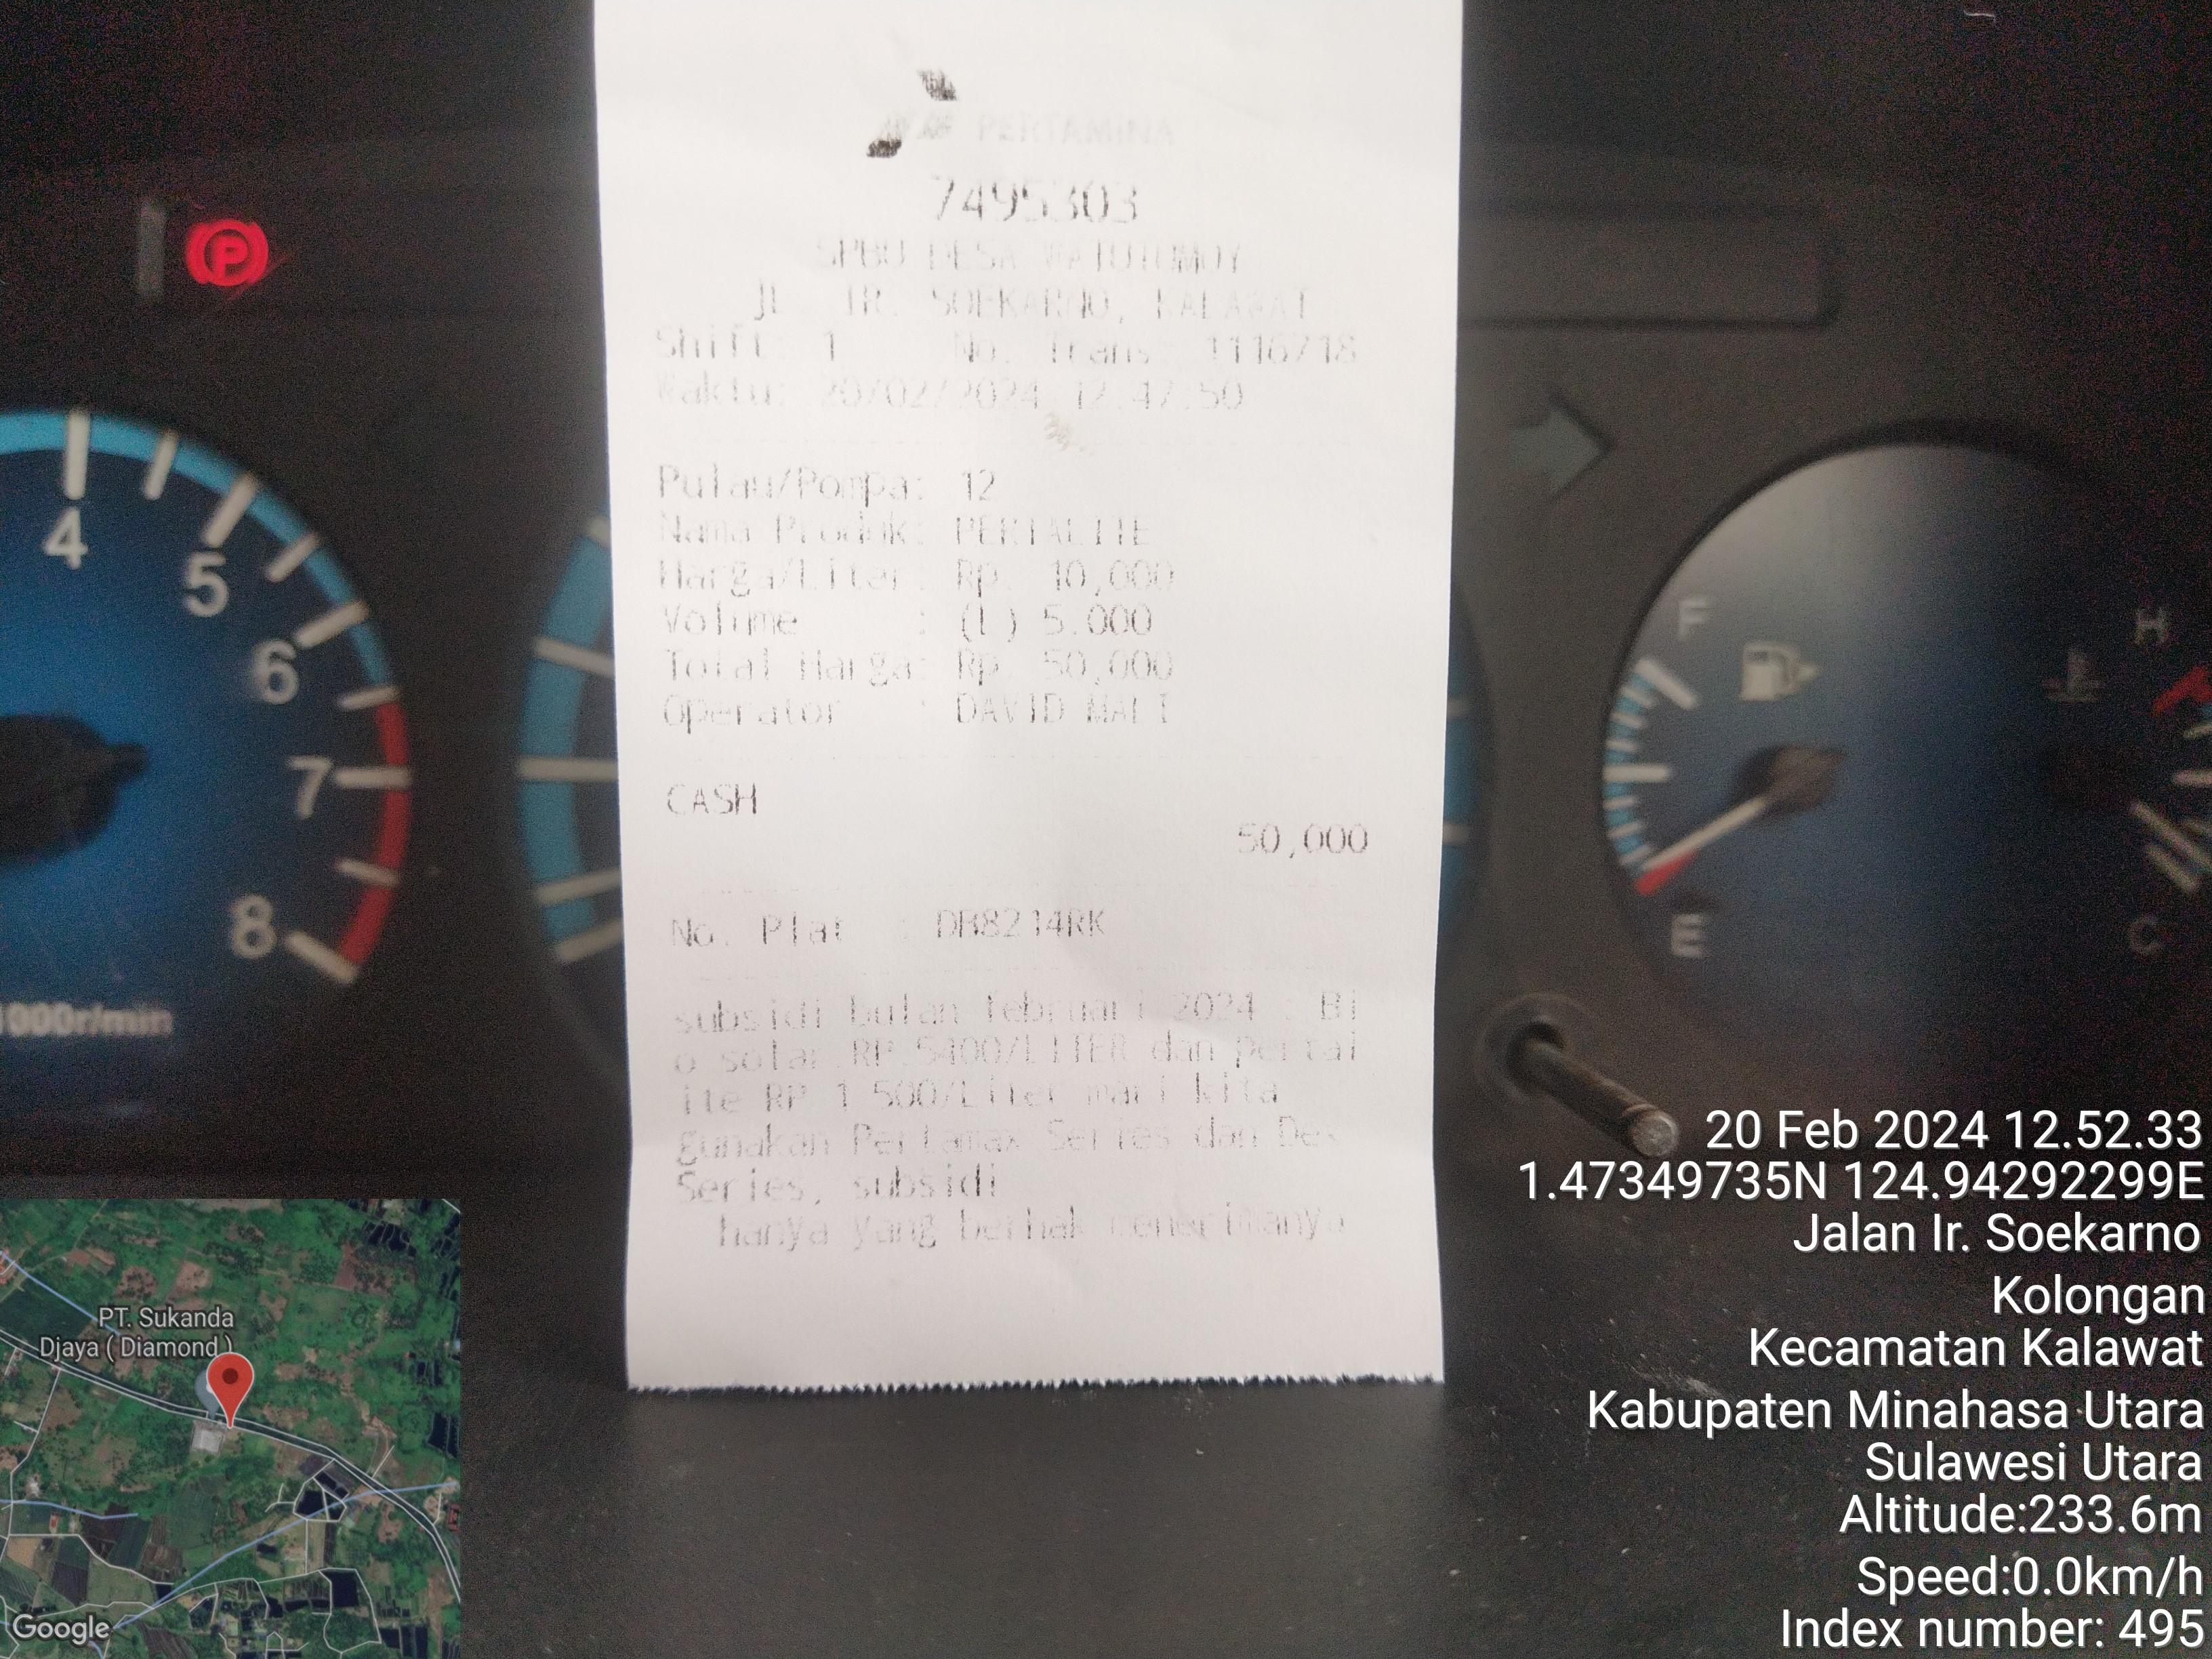 PERTAMINA
7495303
SPBU DESA WATUTUMOY
JL. IR. SOEKARNO, KALAWAT
Shift: 1 No. Trans: 1116718
Waktu: 20/02/2024 12:47:50
Pulau/Pompa: 12
Nama Produk: PERTALITE
Harga/Liter: Rp. 10,000
Volume : (L) 5.000
Total Harga: Rp. 50,000
Operator : DAVID MALI
CASH
50,000
No. Plat : DB8214RK
subsidi bulan februari 2024 : Bi
o solar RP.5400/LITER dan pertal
ite RP 1.500/Liter mari kita
gunakan Pertamax Series dan Dex
Series, subsidi
hanya yang berhak menerimanya
P
4
5
6
7
8
1000r/min
F
E
H
C
20 Feb 2024 12.52.33
1.47349735N 124.94292299E
Jalan Ir. Soekarno
Kolongan
Kecamatan Kalawat
Kabupaten Minahasa Utara
Sulawesi Utara
Altitude:233.6m
Speed:0.0km/h
Index number: 495
PT. Sukanda
Djaya ( Diamond )
Google